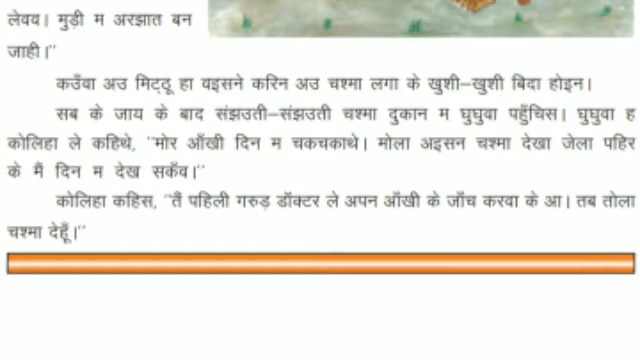 लेवय। मुड़ी म अरझात बन
जाही।"
कउँवा अउ मिट्ठू हा वइसने करिन अउ चश्मा लगा के खुशी–खुशी बिदा होइन।
सब के जाय के बाद संझउती–संझउती चश्मा दुकान म घुघुवा पहुँचिस। घुघुवा ह
कोलिहा ले कहिथे, "मोर आँखी दिन म चकचकाथे। मोला अइसन चश्मा देखा जेला पहिर
के मैं दिन म देख सकँव।"
कोलिहा कहिस, "तैं पहिली गरुड़ डॉक्टर ले अपन आँखी के जाँच करवा के आ। तब तोला
चश्मा देहूँ।"